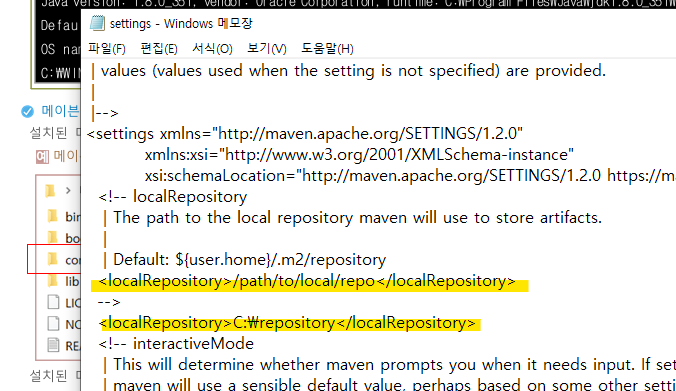 Java version: 1.8.0_351, vendor: Oracle Corporation, runtime: C:\Program Files\Java\jdk1.8.0_351
Defau
OS name
C:\WIN
settings - Windows 메모장
파일(F) 편집(E) 서식(O) 보기(V) 도움말(H)
| values (values used when the setting is not specified) are provided.
|
|-->
<settings xmlns="http://maven.apache.org/SETTINGS/1.2.0"
xmlns:xsi="http://www.w3.org/2001/XMLSchema-instance"
xsi:schemaLocation="http://maven.apache.org/SETTINGS/1.2.0 https://ma
<!-- localRepository
| The path to the local repository maven will use to store artifacts.
|
| Default: ${user.home}/.m2/repository
<localRepository>/path/to/local/repo</localRepository>
-->
<localRepository>C:\repository</localRepository>
<!-- interactiveMode
| This will determine whether maven prompts you when it needs input. If set
| maven will use a sensible default value, perhaps based on some other setti
메이븐
설치된 
예 메이
>
bin
bo
con
lib
LIC
NO
REA
설치된